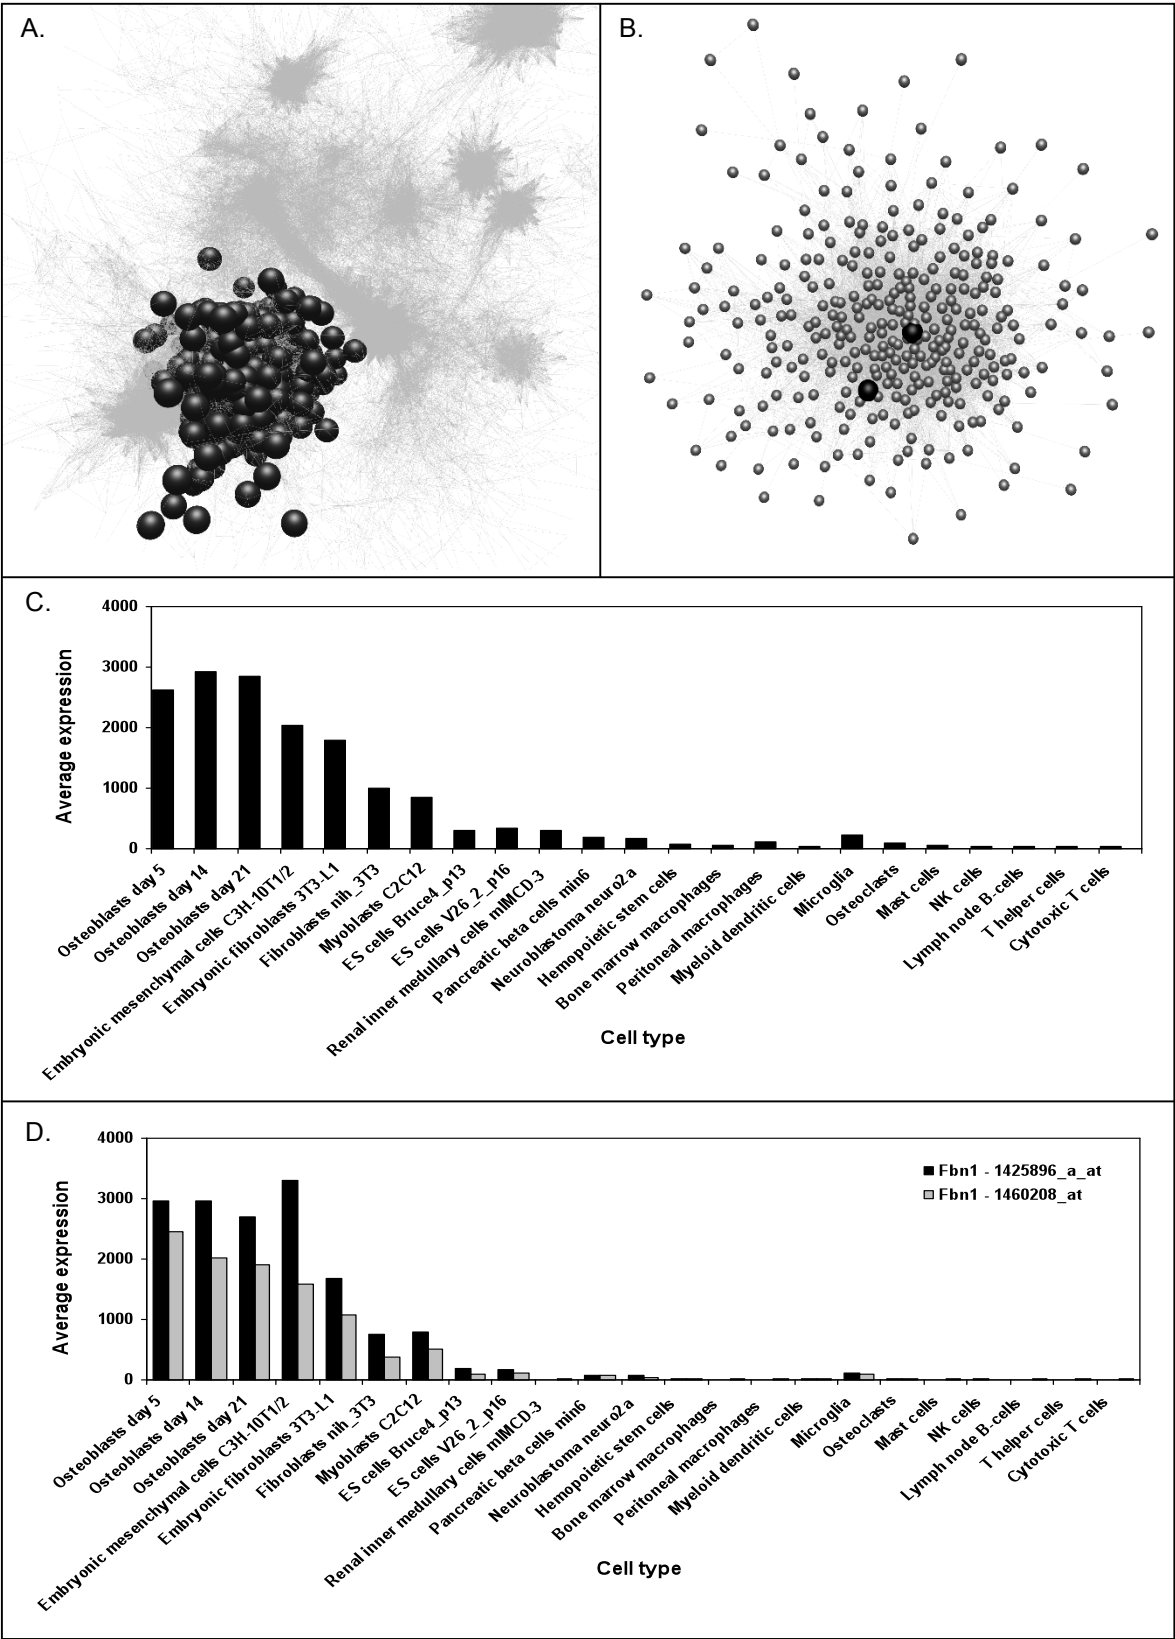 A.
B.
C.
4000
3000
2000
1000
0
Average expression
Osteoblasts day 5
Osteoblasts day 14
Osteoblasts day 21
Embryonic mesenchymal cells C3H-10T1/2
Embryonic fibroblasts 3T3-L1
Fibroblasts nih_3T3
Myoblasts C2C12
ES cells Bruce4_p13
ES cells V26_2_p16
Renal inner medullary cells mIMCD-3
Pancreatic beta cells min6
Neuroblastoma neuro2a
Hemopoietic stem cells
Bone marrow macrophages
Peritoneal macrophages
Myeloid dendritic cells
Microglia
Osteoclasts
Mast cells
NK cells
Lymph node B-cells
T helper cells
Cytotoxic T cells
Cell type
D.
4000
3000
2000
1000
0
Average expression
Fbn1 - 1425896_a_at
Fbn1 - 1460208_at
Osteoblasts day 5
Osteoblasts day 14
Osteoblasts day 21
Embryonic mesenchymal cells C3H-10T1/2
Embryonic fibroblasts 3T3-L1
Fibroblasts nih_3T3
Myoblasts C2C12
ES cells Bruce4_p13
ES cells V26_2_p16
Renal inner medullary cells mIMCD-3
Pancreatic beta cells min6
Neuroblastoma neuro2a
Hemopoietic stem cells
Bone marrow macrophages
Peritoneal macrophages
Myeloid dendritic cells
Microglia
Osteoclasts
Mast cells
NK cells
Lymph node B-cells
T helper cells
Cytotoxic T cells
Cell type